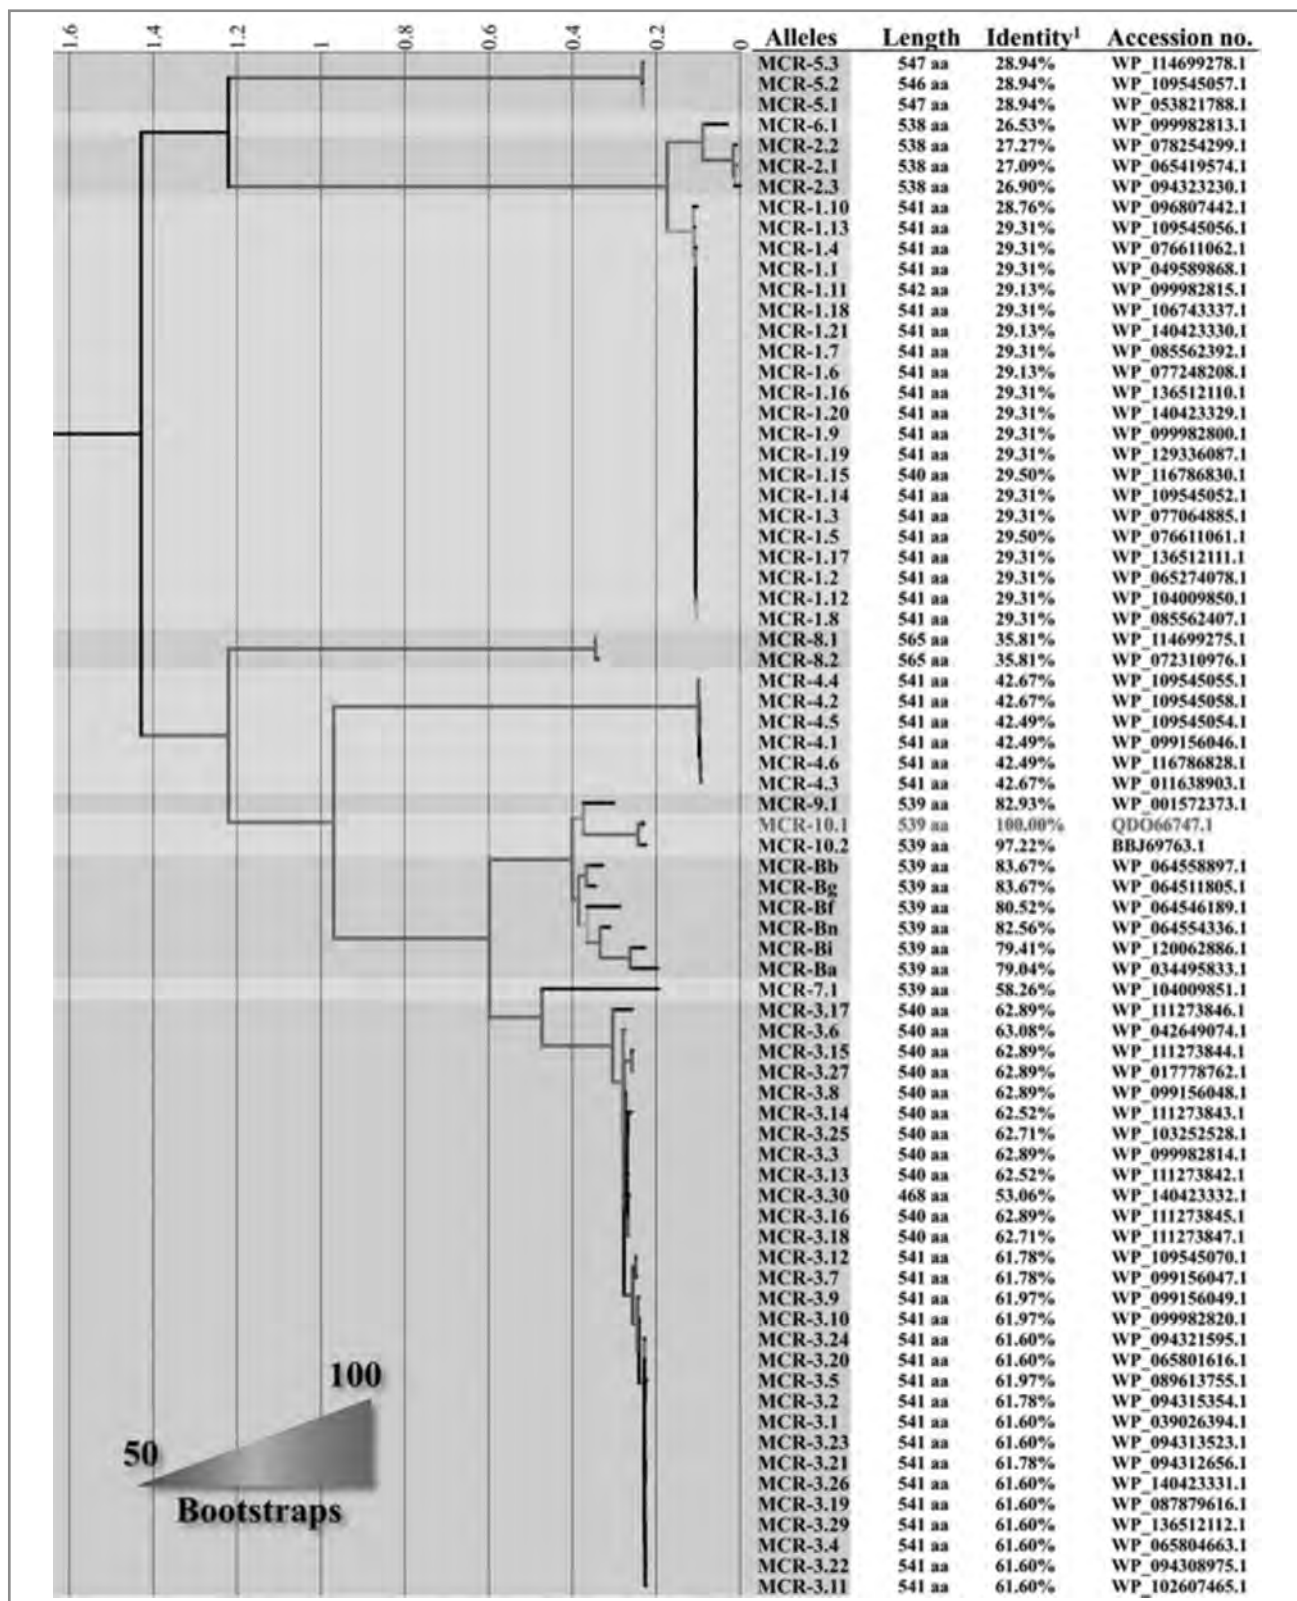 1.6 1.4 1.2 1 0.8 0.6 0.4 0.2 0 Alleles Length Identity1 Accession no.
MCR-5.3 547 aa 28.94% WP_114699278.1
MCR-5.2 546 aa 28.94% WP_109545057.1
MCR-5.1 547 aa 28.94% WP_053821788.1
MCR-6.1 538 aa 26.53% WP_099982813.1
MCR-2.2 538 aa 27.27% WP_078254299.1
MCR-2.1 538 aa 27.09% WP_065419574.1
MCR-2.3 538 aa 26.90% WP_094323230.1
MCR-1.10 541 aa 28.76% WP_096807442.1
MCR-1.13 541 aa 29.31% WP_109545056.1
MCR-1.4 541 aa 29.31% WP_076611062.1
MCR-1.1 541 aa 29.31% WP_049589868.1
MCR-1.11 542 aa 29.13% WP_099982815.1
MCR-1.18 541 aa 29.31% WP_106743337.1
MCR-1.21 541 aa 29.13% WP_140423330.1
MCR-1.7 541 aa 29.31% WP_085562392.1
MCR-1.6 541 aa 29.13% WP_077248208.1
MCR-1.16 541 aa 29.31% WP_136512110.1
MCR-1.20 541 aa 29.31% WP_140423329.1
MCR-1.9 541 aa 29.31% WP_099982800.1
MCR-1.19 541 aa 29.31% WP_129336087.1
MCR-1.15 540 aa 29.50% WP_116786830.1
MCR-1.14 541 aa 29.31% WP_109545052.1
MCR-1.3 541 aa 29.31% WP_077064885.1
MCR-1.5 541 aa 29.50% WP_076611061.1
MCR-1.17 541 aa 29.31% WP_136512111.1
MCR-1.2 541 aa 29.31% WP_065274078.1
MCR-1.12 541 aa 29.31% WP_104009850.1
MCR-1.8 541 aa 29.31% WP_085562407.1
MCR-8.1 565 aa 35.81% WP_114699275.1
MCR-8.2 565 aa 35.81% WP_072310976.1
MCR-4.4 541 aa 42.67% WP_109545055.1
MCR-4.2 541 aa 42.67% WP_109545058.1
MCR-4.5 541 aa 42.49% WP_109545054.1
MCR-4.1 541 aa 42.49% WP_099156046.1
MCR-4.6 541 aa 42.49% WP_116786828.1
MCR-4.3 541 aa 42.67% WP_011638903.1
MCR-9.1 539 aa 82.93% WP_001572373.1
MCR-10.1 539 aa 100.00% QDO66747.1
MCR-10.2 539 aa 97.22% BBJ69763.1
MCR-Bb 539 aa 83.67% WP_064558897.1
MCR-Bg 539 aa 83.67% WP_064511805.1
MCR-Bf 539 aa 80.52% WP_064546189.1
MCR-Bn 539 aa 82.56% WP_064554336.1
MCR-Bi 539 aa 79.41% WP_120062886.1
MCR-Ba 539 aa 79.04% WP_034495833.1
MCR-7.1 539 aa 58.26% WP_104009851.1
MCR-3.17 540 aa 62.89% WP_111273846.1
MCR-3.6 540 aa 63.08% WP_042649074.1
MCR-3.15 540 aa 62.89% WP_111273844.1
MCR-3.27 540 aa 62.89% WP_017778762.1
MCR-3.8 540 aa 62.89% WP_099156048.1
MCR-3.14 540 aa 62.52% WP_111273843.1
MCR-3.25 540 aa 62.71% WP_103252528.1
MCR-3.3 540 aa 62.89% WP_099982814.1
MCR-3.13 540 aa 62.52% WP_111273842.1
MCR-3.30 468 aa 53.06% WP_140423332.1
MCR-3.16 540 aa 62.89% WP_111273845.1
MCR-3.18 540 aa 62.71% WP_111273847.1
MCR-3.12 541 aa 61.78% WP_109545070.1
MCR-3.7 541 aa 61.78% WP_099156047.1
MCR-3.9 541 aa 61.97% WP_099156049.1
MCR-3.10 541 aa 61.97% WP_099982820.1
MCR-3.24 541 aa 61.60% WP_094321595.1
MCR-3.20 541 aa 61.60% WP_065801616.1
MCR-3.5 541 aa 61.97% WP_089613755.1
MCR-3.2 541 aa 61.78% WP_094315354.1
MCR-3.1 541 aa 61.60% WP_039026394.1
MCR-3.23 541 aa 61.60% WP_094313523.1
MCR-3.21 541 aa 61.78% WP_094312656.1
MCR-3.26 541 aa 61.60% WP_140423331.1
MCR-3.19 541 aa 61.60% WP_087879616.1
MCR-3.29 541 aa 61.60% WP_136512112.1
MCR-3.4 541 aa 61.60% WP_065804663.1
MCR-3.22 541 aa 61.60% WP_094308975.1
MCR-3.11 541 aa 61.60% WP_102607465.1
100
50
Bootstraps